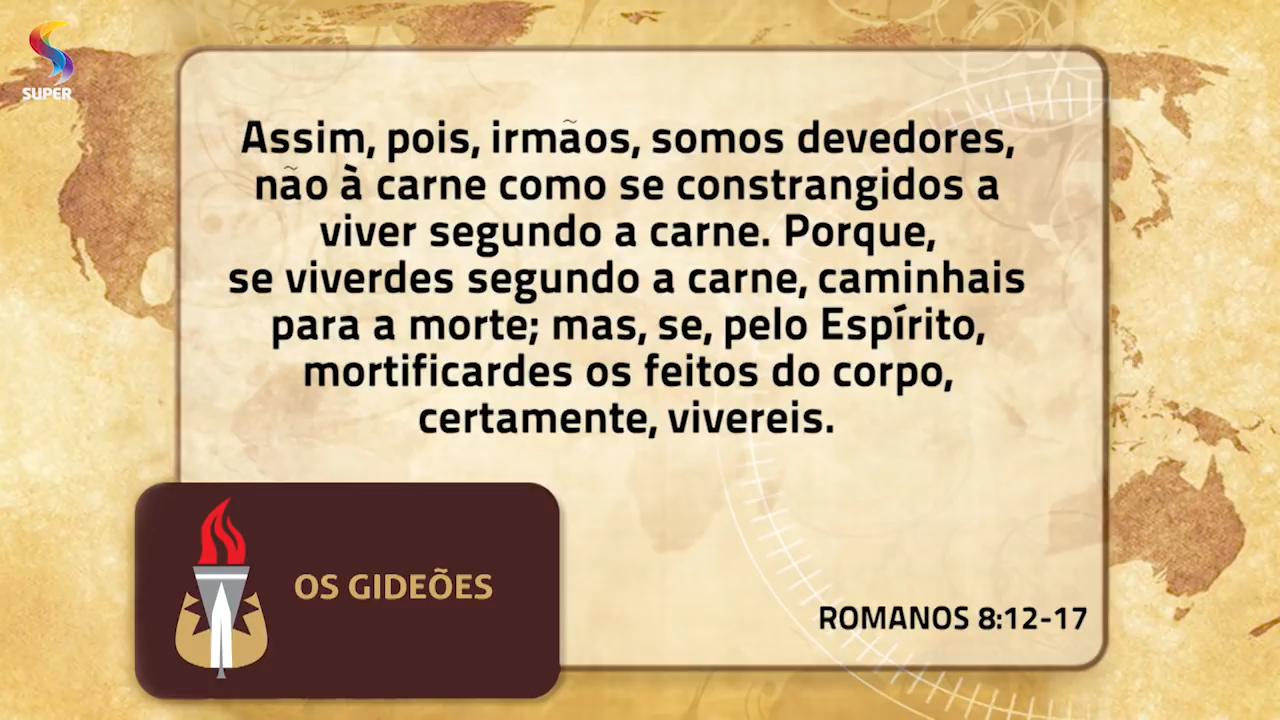 SUPER
Assim, pois, irmãos, somos devedores,
não à carne como se constrangidos a
viver segundo a carne. Porque,
se viverdes segundo a carne, caminhais
para a morte; mas, se, pelo Espírito,
mortificardes os feitos do corpo,
certamente, vivereis.
OS GIDEÕES
ROMANOS 8:12-17